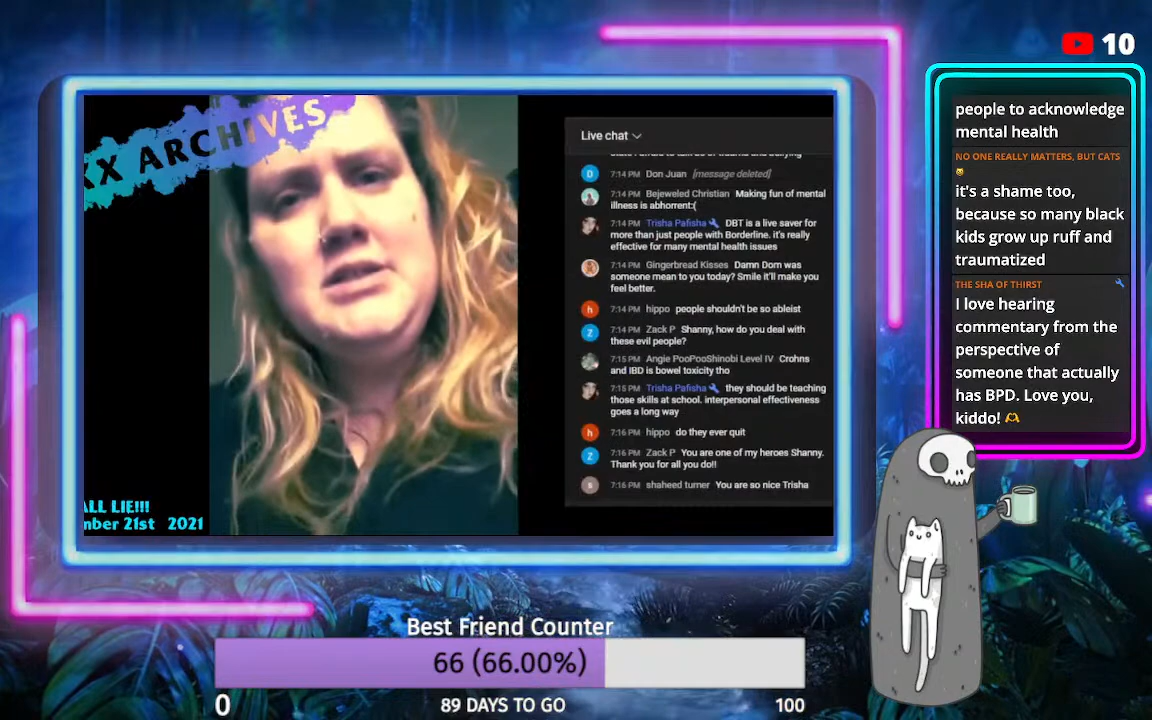 10
people to acknowledge
mental health
NO ONE REALLY MATTERS, BUT CATS
it's a shame too,
because so many black
kids grow up ruff and
traumatized
THE SHA OF THIRST
I love hearing
commentary from the
perspective of
someone that actually
has BPD. Love you,
kiddo!
XX ARCHIVES
ALL LIE!!!
mber 21st 2021
Live chat
D 7:14 PM Don Juan [message deleted]
7:14 PM Bejeweled Christian Making fun of mental
illness is abhorrent:(
7:14 PM Trisha Pafisha DBT is a live saver for
more than just people with Borderline. it's really
effective for many mental health issues
7:14 PM Gingerbread Kisses Damn Dom was
someone mean to you today? Smile it'll make you
feel better.
h 7:14 PM hippo people shouldn't be so ableist
Z 7:14 PM Zack P Shanny, how do you deal with
these evil people?
7:15 PM Angie PooPooShinobi Level IV Crohns
and IBD is bowel toxicity tho
7:15 PM Trisha Pafisha they should be teaching
those skills at school. interpersonal effectiveness
goes a long way
h 7:16 PM hippo do they ever quit
Z 7:16 PM Zack P You are one of my heroes Shanny.
Thank you for all you do!!
s 7:16 PM shaheed turner You are so nice Trisha
Best Friend Counter
66 (66.00%)
0 89 DAYS TO GO 100